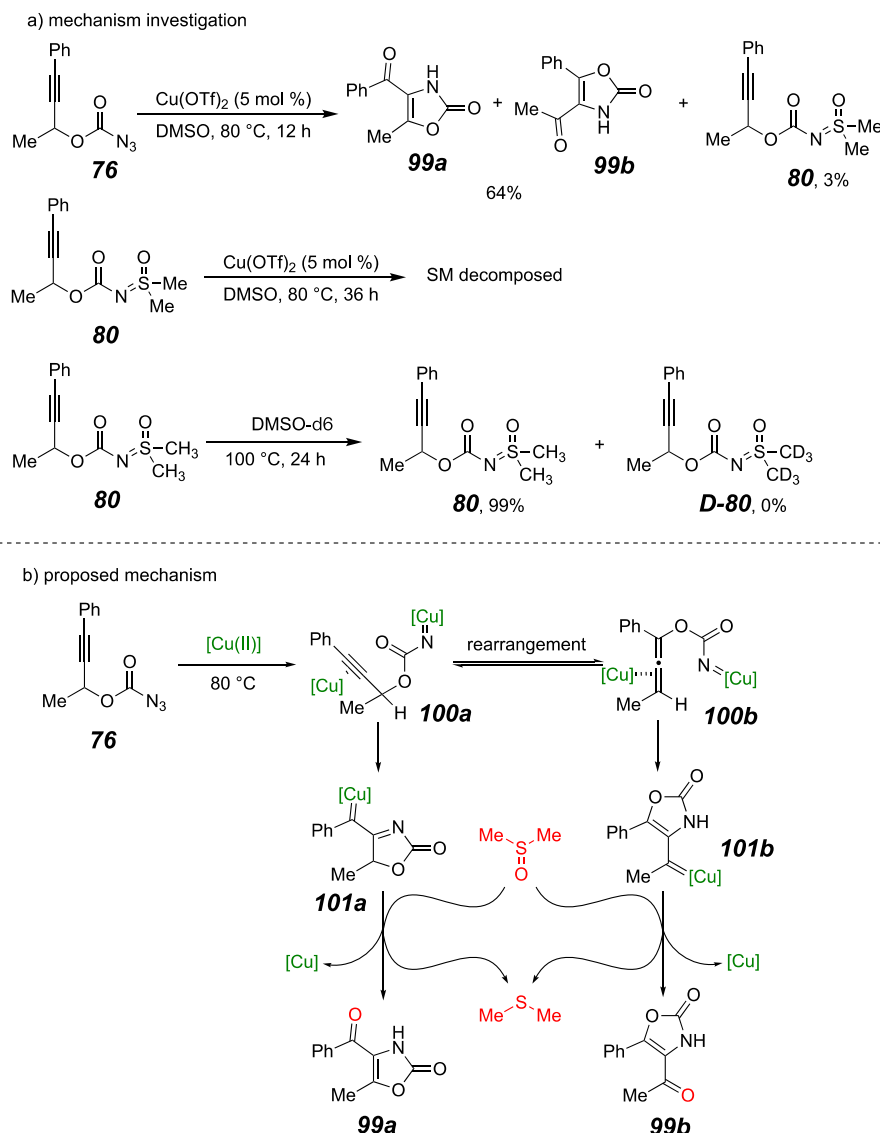 a) mechanism investigation
Ph
O
Me
O
N3
76
Cu(OTf)2 (5 mol %)
DMSO, 80 °C, 12 h
O
Ph
NH
O
O
Me
99a
+
Ph
O
O
Me
NH
O
99b
64%
+
Ph
O
O
Me
O
N
S
Me
Me
80, 3%
Ph
O
O
Me
O
N
S
Me
Me
80
Cu(OTf)2 (5 mol %)
DMSO, 80 °C, 36 h
SM decomposed
Ph
O
O
Me
O
N
S
CH3
CH3
80
DMSO-d6
100 °C, 24 h
Ph
O
O
Me
O
N
S
CH3
CH3
80, 99%
+
Ph
O
O
Me
O
N
S
CD3
CD3
D-80, 0%
b) proposed mechanism
Ph
O
Me
O
N3
76
[Cu(II)]
80 °C
[Cu]
Ph
O
N
O
[Cu]
Me
H
100a
rearrangement
Ph
O
O
N
[Cu]
[Cu]
Me
H
100b
[Cu]
Ph
N
O
Me
O
101a
Me
Me
S
O
O
O
NH
Ph
Me
[Cu]
101b
[Cu]
Me
S
Me
[Cu]
O
Ph
H
N
O
Me
O
99a
O
O
NH
Ph
Me
O
99b